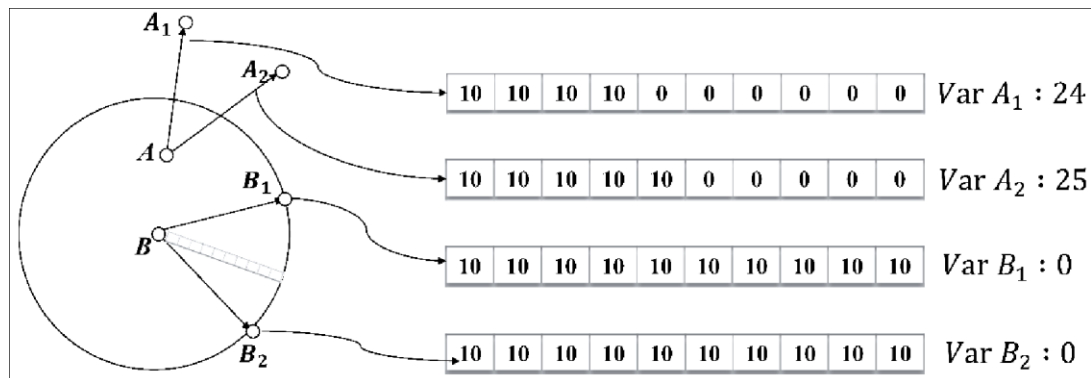 A₁
A₂
A
B₁
B
B₂
10 10 10 10 0 0 0 0 0 0 Var A₁ : 24
10 10 10 10 10 0 0 0 0 0 Var A₂ : 25
10 10 10 10 10 10 10 10 10 10 Var B₁ : 0
10 10 10 10 10 10 10 10 10 10 Var B₂ : 0